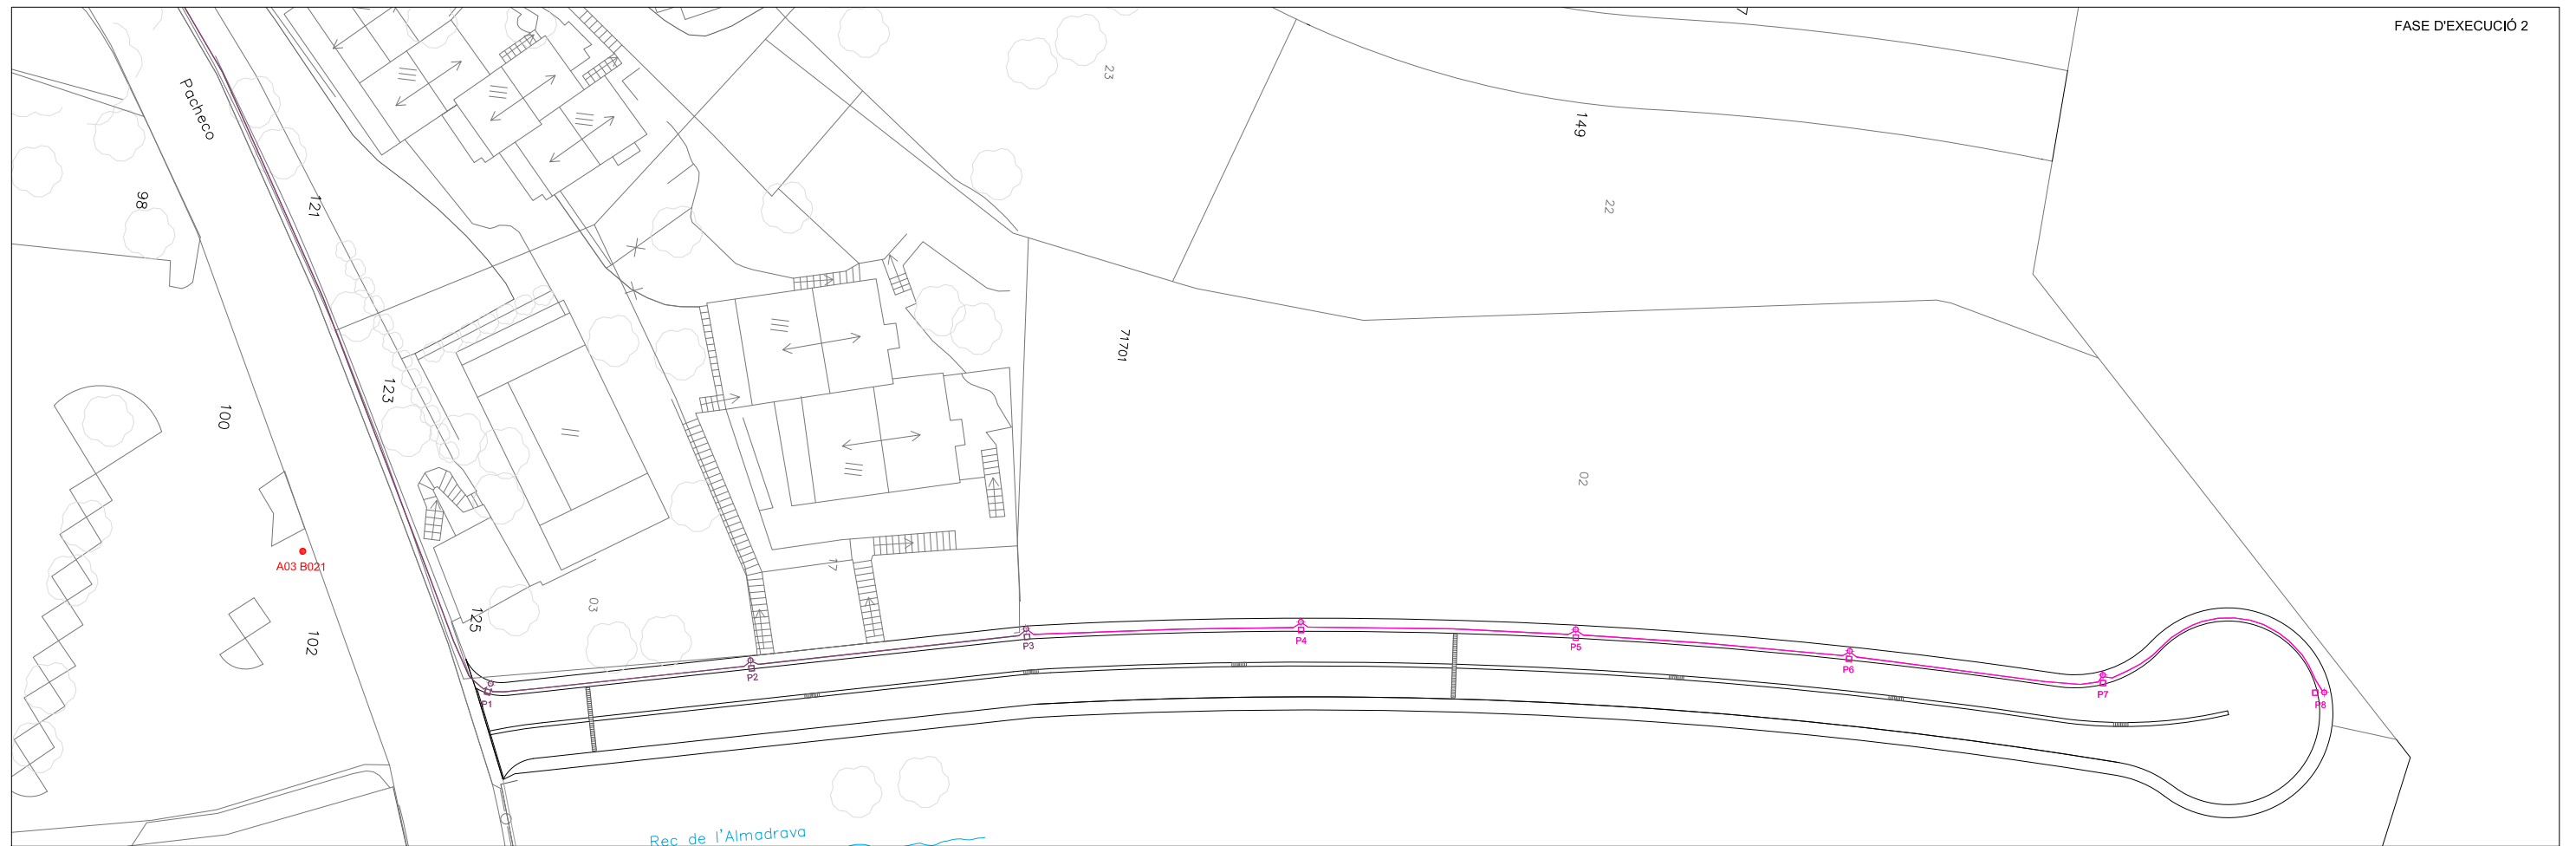 FASE D'EXECUCIÓ 2
Pacheco
23
149
98
121
22
71701
123
100
02
A03 B021
17
03
125
102
P1
P2
P3
P4
P5
P6
P7
P8
Rec de l'Almadrava